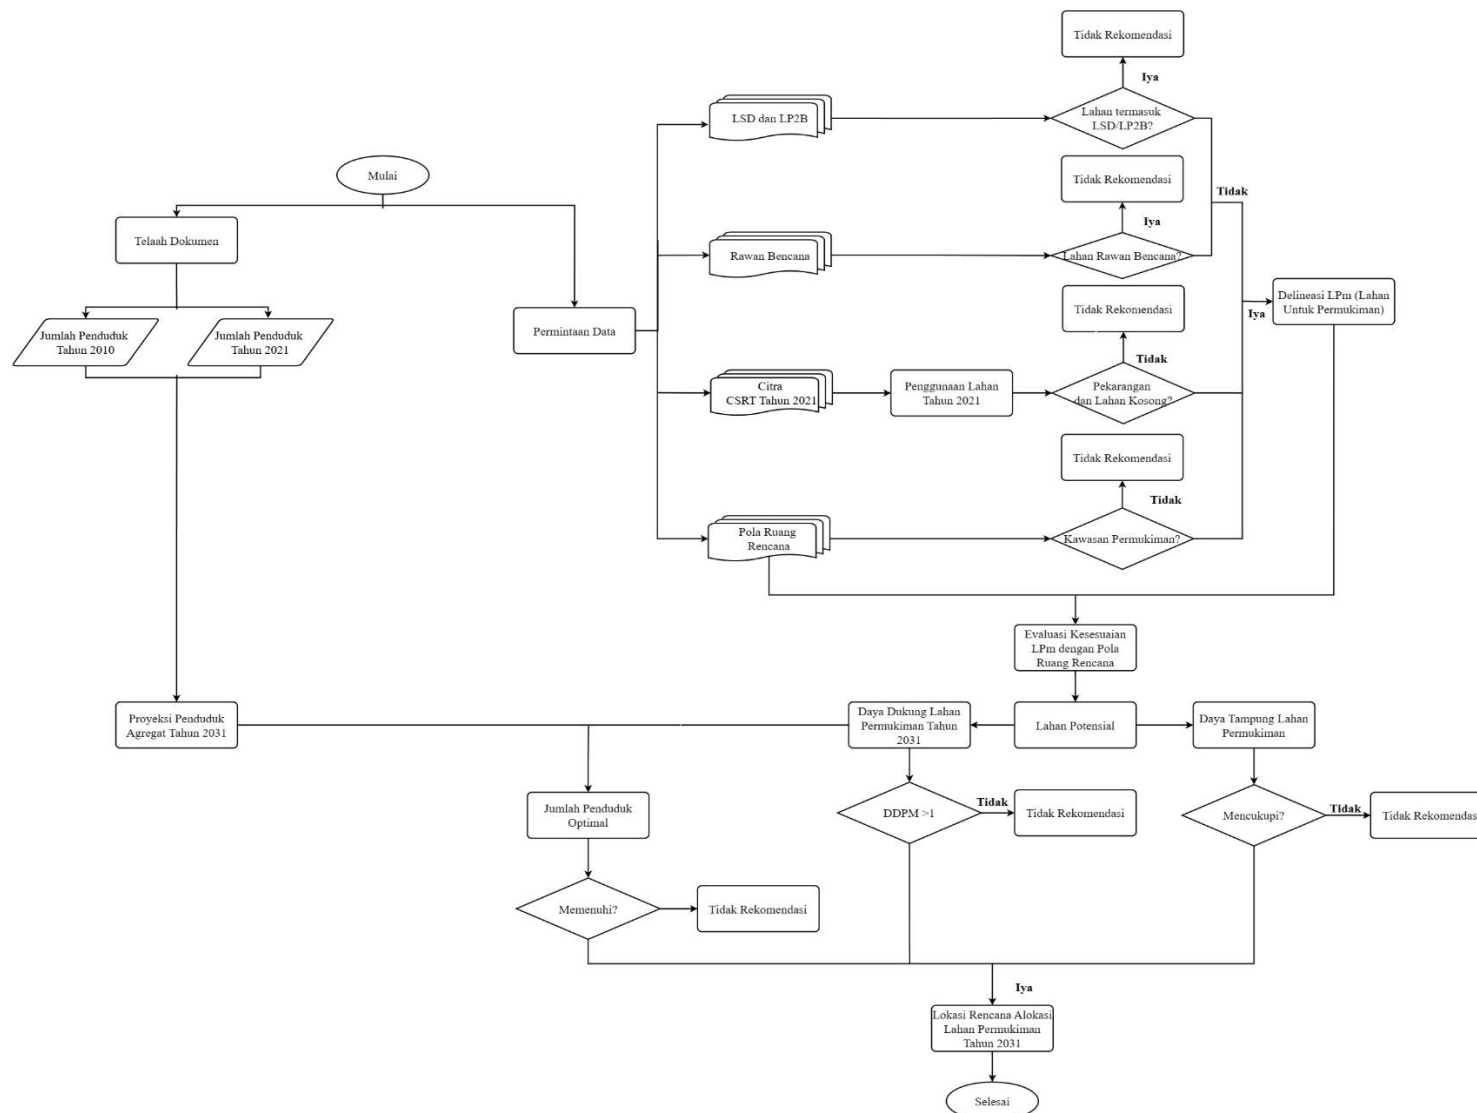 Tidak Rekomendasi
Iya
LSD dan LP2B
Lahan termasuk
LSD/LP2B?
Mulai
Tidak Rekomendasi
Tidak
Iya
Telaah Dokumen
Rawan Bencana
Lahan Rawan Bencana?
Permintaan Data
Tidak Rekomendasi
Iya
Delineasi LPm (Lahan
Untuk Permukiman)
Jumlah Penduduk
Tahun 2010
Jumlah Penduduk
Tahun 2021
Tidak
Citra
CSRT Tahun 2021
Penggunaan Lahan
Tahun 2021
Pekarangan
dan Lahan Kosong?
Tidak Rekomendasi
Tidak
Pola Ruang
Rencana
Kawasan Permukiman?
Evaluasi Kesesuaian
LPm dengan Pola
Ruang Rencana
Proyeksi Penduduk
Agregat Tahun 2031
Daya Dukung Lahan
Permukiman Tahun
2031
Lahan Potensial
Daya Tampung Lahan
Permukiman
Jumlah Penduduk
Optimal
DDPM >1
Tidak
Tidak Rekomendasi
Mencukupi?
Tidak
Tidak Rekomendas
Memenuhi?
Tidak Rekomendasi
Iya
Lokasi Rencana Alokasi
Lahan Permukiman
Tahun 2031
Selesai